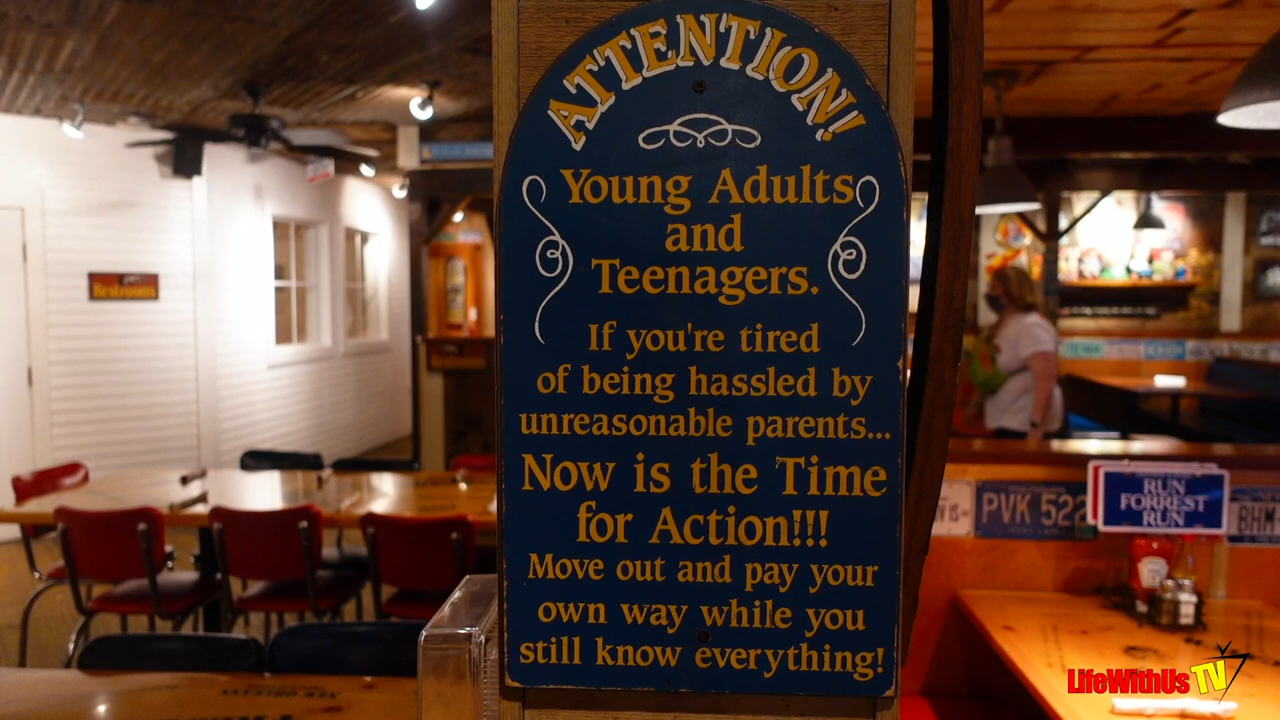 ATTENTION!
Young Adults
and
Teenagers.
If you're tired
of being hassled by
unreasonable parents...
Now is the Time
for Action!!!
Move out and pay your
own way while you
still know everything!
Restrooms
PVK 522
RUN
FORREST
RUN
BHM
LifeWithUs TV